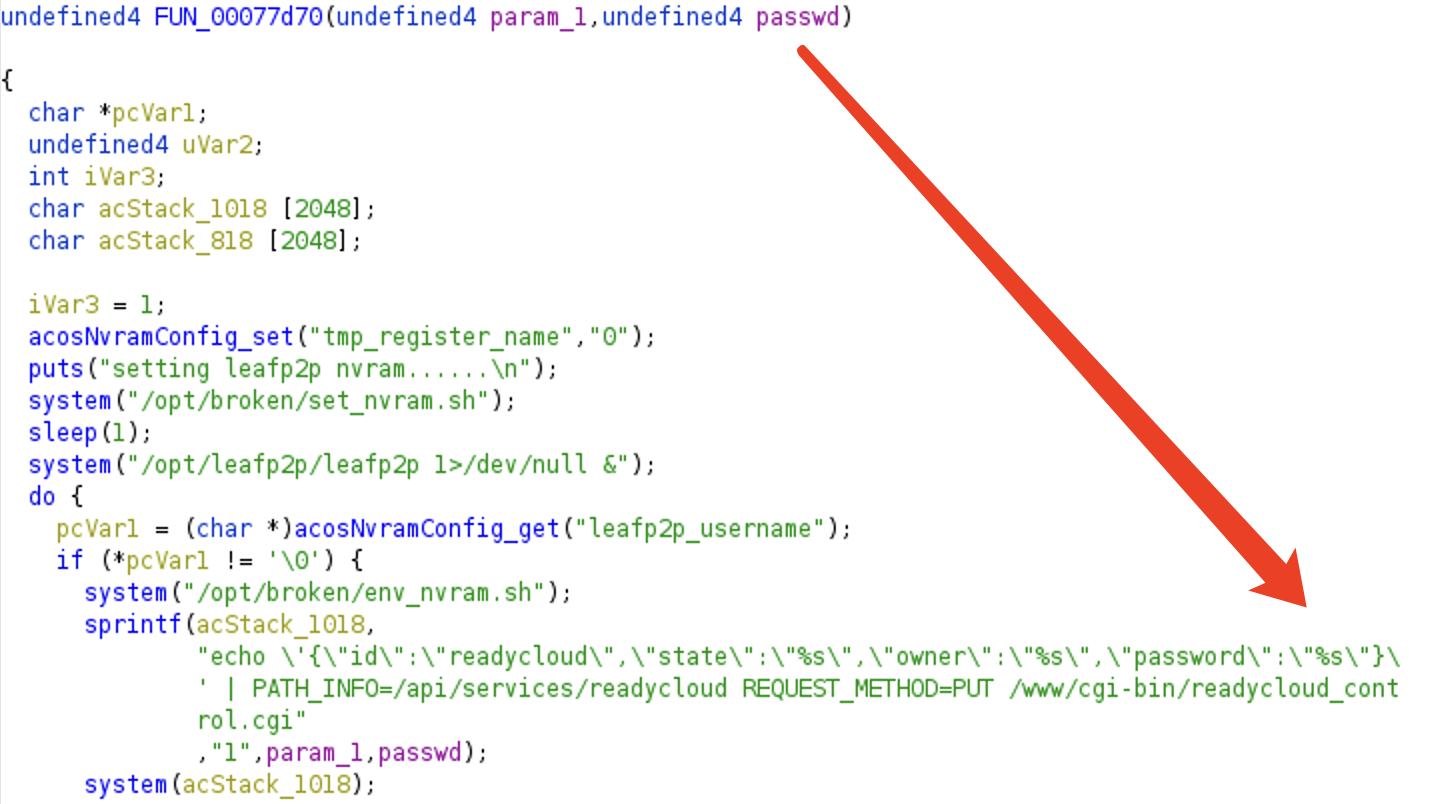 undefined4 FUN_00077d70(undefined4 param_1,undefined4 passwd)
{
char *pcVar1;
undefined4 uVar2;
int iVar3;
char acStack_1018 [2048];
char acStack_818 [2048];
iVar3 = 1;
acosNvramConfig_set("tmp_register_name","0");
puts("setting leafp2p nvram......\n");
system("/opt/broken/set_nvram.sh");
sleep(1);
system("/opt/leafp2p/leafp2p 1>/dev/null &");
do {
pcVar1 = (char *)acosNvramConfig_get("leafp2p_username");
if (*pcVar1 != '\0') {
system("/opt/broken/env_nvram.sh");
sprintf(acStack_1018,
"echo \'{\"id\":\"readycloud\",\"state\":\"%s\",\"owner\":\"%s\",\"password\":\"%s\"}\
' | PATH_INFO=/api/services/readycloud REQUEST_METHOD=PUT /www/cgi-bin/readycloud_cont
rol.cgi"
,"1",param_1,passwd);
system(acStack_1018);